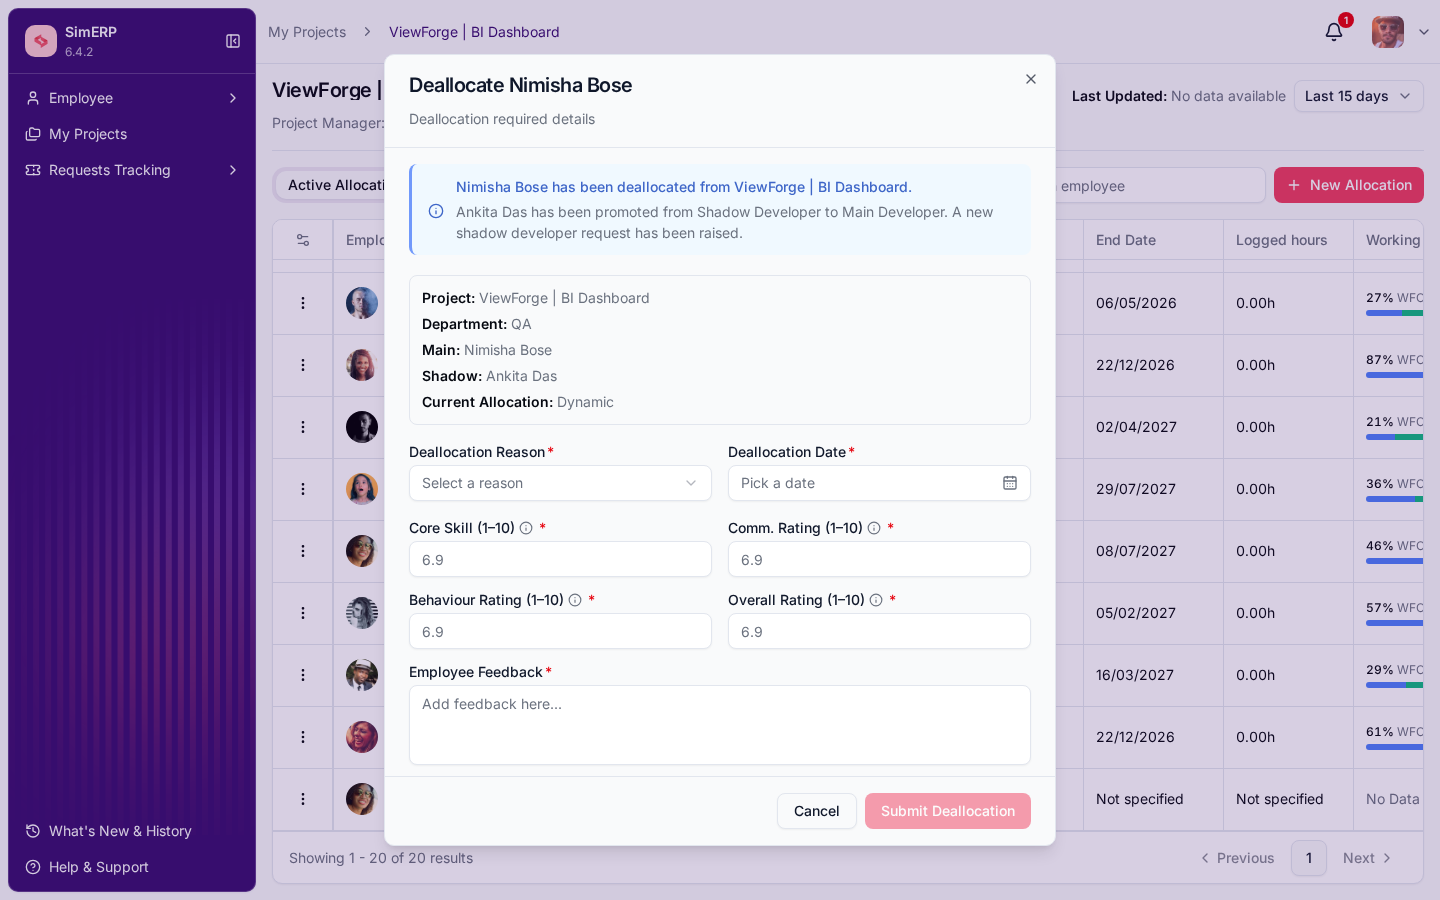 SimERP
6.4.2
Employee
My Projects
Requests Tracking
What's New & History
Help & Support
My Projects
ViewForge | BI Dashboard
1
ViewForge |
Project Manager:
Last Updated: No data available
Last 15 days
Active Allocati
employee
New Allocation
Emplo
End Date
Logged hours
Working
06/05/2026
0.00h
27% WFO
22/12/2026
0.00h
87% WFO
02/04/2027
0.00h
21% WFO
29/07/2027
0.00h
36% WFO
08/07/2027
0.00h
46% WFO
05/02/2027
0.00h
57% WFO
16/03/2027
0.00h
29% WFO
22/12/2026
0.00h
61% WFO
Not specified
Not specified
No Data
Showing 1 - 20 of 20 results
Previous
1
Next
Deallocate Nimisha Bose
Deallocation required details
Nimisha Bose has been deallocated from ViewForge | BI Dashboard.
Ankita Das has been promoted from Shadow Developer to Main Developer. A new
shadow developer request has been raised.
Project: ViewForge | BI Dashboard
Department: QA
Main: Nimisha Bose
Shadow: Ankita Das
Current Allocation: Dynamic
Deallocation Reason*
Select a reason
Deallocation Date*
Pick a date
Core Skill (1–10) *
6.9
Comm. Rating (1–10) *
6.9
Behaviour Rating (1–10) *
6.9
Overall Rating (1–10) *
6.9
Employee Feedback*
Add feedback here...
Cancel
Submit Deallocation